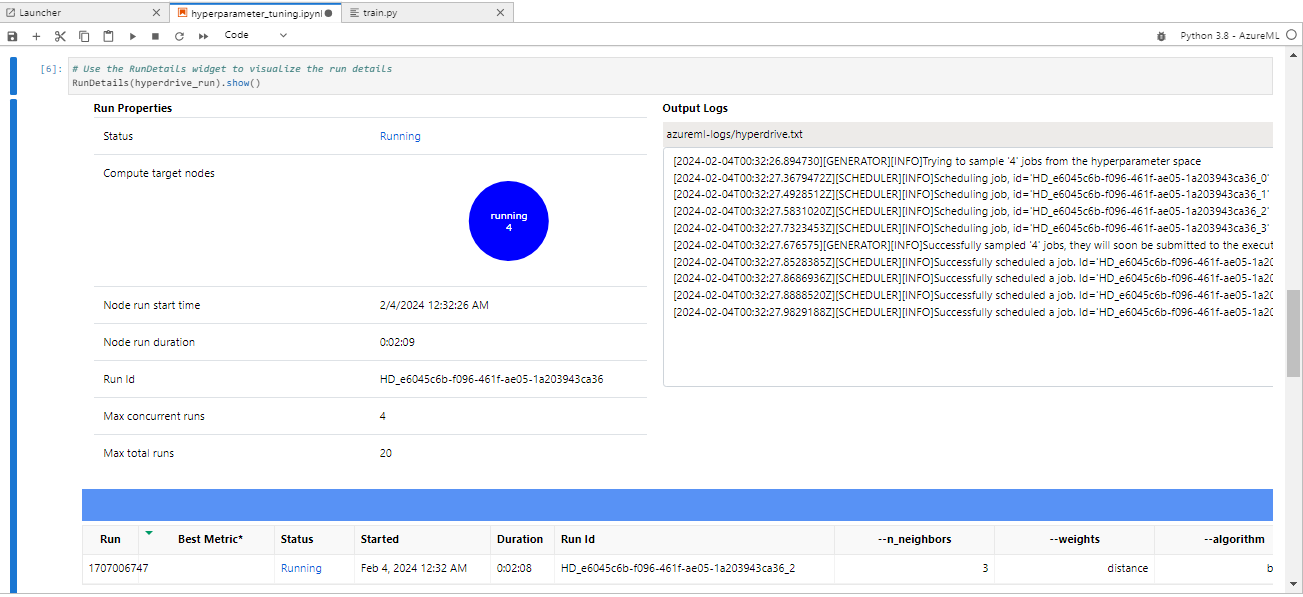 Launcher
hyperparameter_tuning.ipynl
train.py
Code
Python 3.8 - AzureML
[6]:
# Use the RunDetails widget to visualize the run details
RunDetails(hyperdrive_run).show()
Run Properties
Status Running
Compute target nodes
running
4
Node run start time 2/4/2024 12:32:26 AM
Node run duration 0:02:09
Run Id HD_e6045c6b-f096-461f-ae05-1a203943ca36
Max concurrent runs 4
Max total runs 20
Output Logs
azureml-logs/hyperdrive.txt
[2024-02-04T00:32:26.894730][GENERATOR][INFO]Trying to sample '4' jobs from the hyperparameter space
[2024-02-04T00:32:27.3679472Z][SCHEDULER][INFO]Scheduling job, id='HD_e6045c6b-f096-461f-ae05-1a203943ca36_0'
[2024-02-04T00:32:27.4928512Z][SCHEDULER][INFO]Scheduling job, id='HD_e6045c6b-f096-461f-ae05-1a203943ca36_1'
[2024-02-04T00:32:27.5831020Z][SCHEDULER][INFO]Scheduling job, id='HD_e6045c6b-f096-461f-ae05-1a203943ca36_2'
[2024-02-04T00:32:27.7323453Z][SCHEDULER][INFO]Scheduling job, id='HD_e6045c6b-f096-461f-ae05-1a203943ca36_3'
[2024-02-04T00:32:27.676575][GENERATOR][INFO]Successfully sampled '4' jobs, they will soon be submitted to the execut
[2024-02-04T00:32:27.8528385Z][SCHEDULER][INFO]Successfully scheduled a job. Id='HD_e6045c6b-f096-461f-ae05-1a20
[2024-02-04T00:32:27.8686936Z][SCHEDULER][INFO]Successfully scheduled a job. Id='HD_e6045c6b-f096-461f-ae05-1a20
[2024-02-04T00:32:27.8888520Z][SCHEDULER][INFO]Successfully scheduled a job. Id='HD_e6045c6b-f096-461f-ae05-1a20
[2024-02-04T00:32:27.9829188Z][SCHEDULER][INFO]Successfully scheduled a job. Id='HD_e6045c6b-f096-461f-ae05-1a20
Run Best Metric* Status Started Duration Run Id --n_neighbors --weights --algorithm
1707006747 Running Feb 4, 2024 12:32 AM 0:02:08 HD_e6045c6b-f096-461f-ae05-1a203943ca36_2 3 distance b